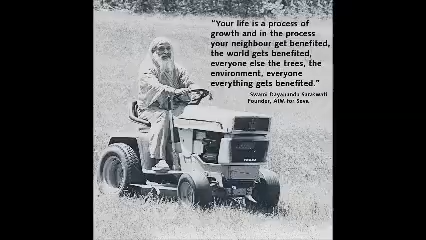 "Your life is a process of
growth and in the process
your neighbour get benefited,
the world gets benefited,
everyone else the trees, the
environment, everyone
everything gets benefited."
Swami Dayananda Saraswati
Founder, AIM for Seva.